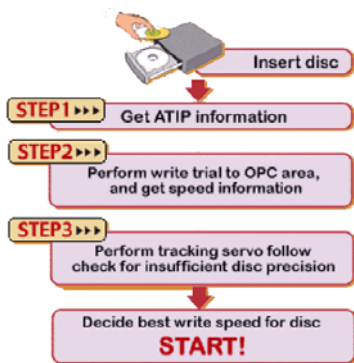 Insert disc
STEP1
Get ATIP information
STEP2
Perform write trial to OPC area,
and get speed information
STEP3
Perform tracking servo follow
check for insufficient disc precision
Decide best write speed for disc
START!